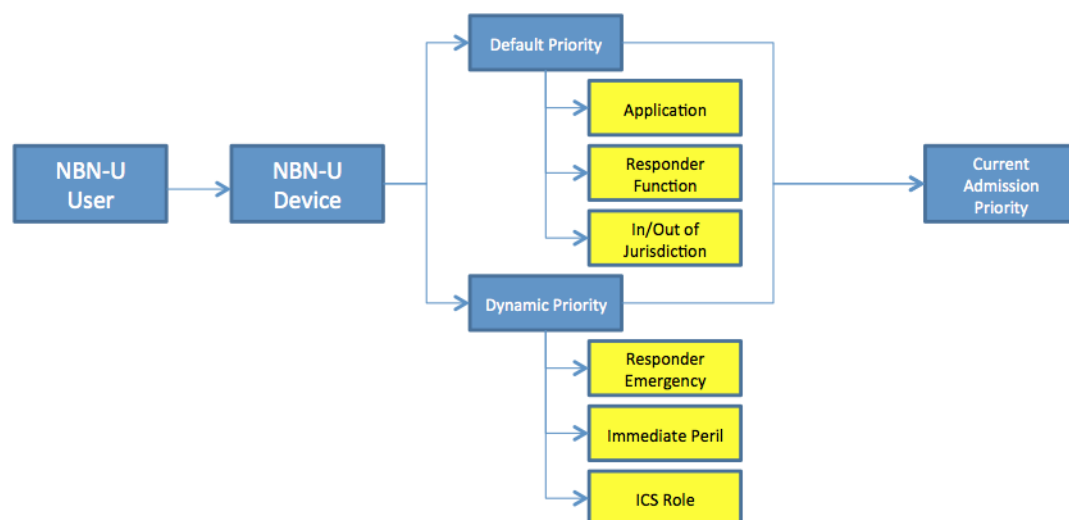 NBN-U
User
NBN-U
Device
Default Priority
Application
Responder
Function
In/Out of
Jurisdiction
Dynamic Priority
Responder
Emergency
Immediate Peril
ICS Role
Current
Admission
Priority